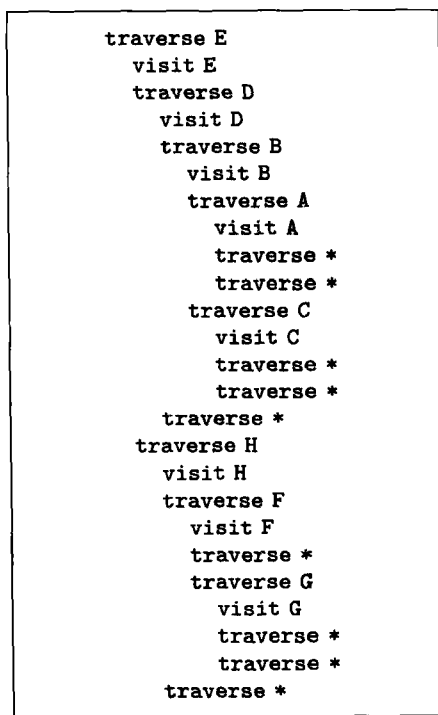 traverse E
visit E
traverse D
visit D
traverse B
visit B
traverse A
visit A
traverse *
traverse *
traverse C
visit C
traverse *
traverse *
traverse *
traverse H
visit H
traverse F
visit F
traverse *
traverse G
visit G
traverse *
traverse *
traverse *